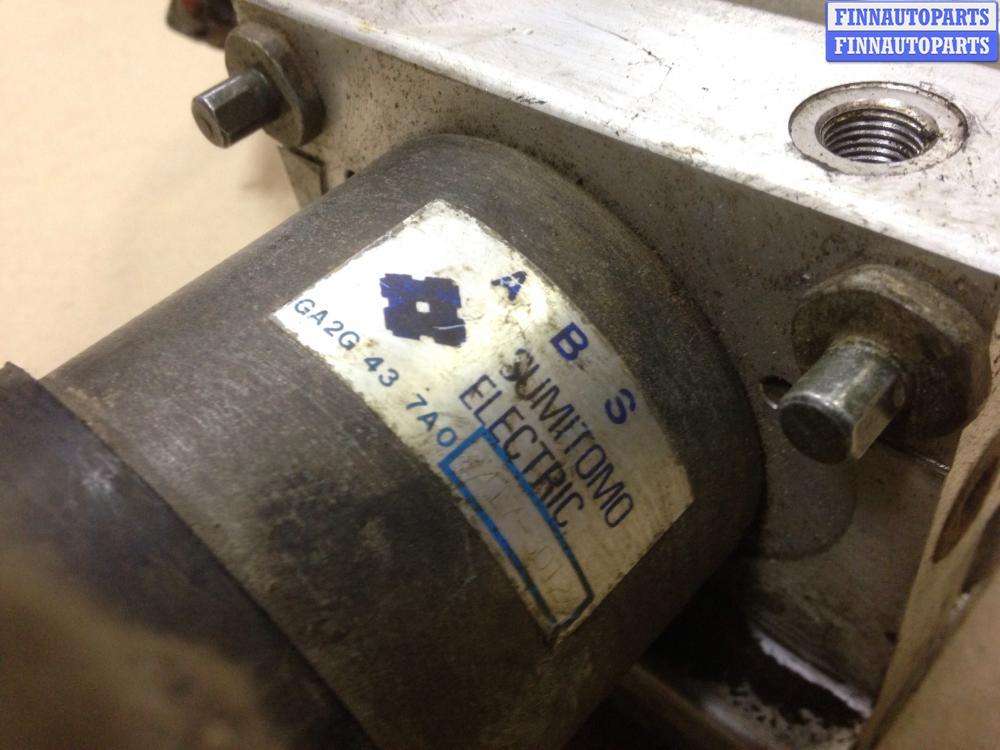 FINNAUTOPARTS
FINNAUTOPARTS
A B S
SUMITOMO
ELECTRIC
GA2G 43 7A0